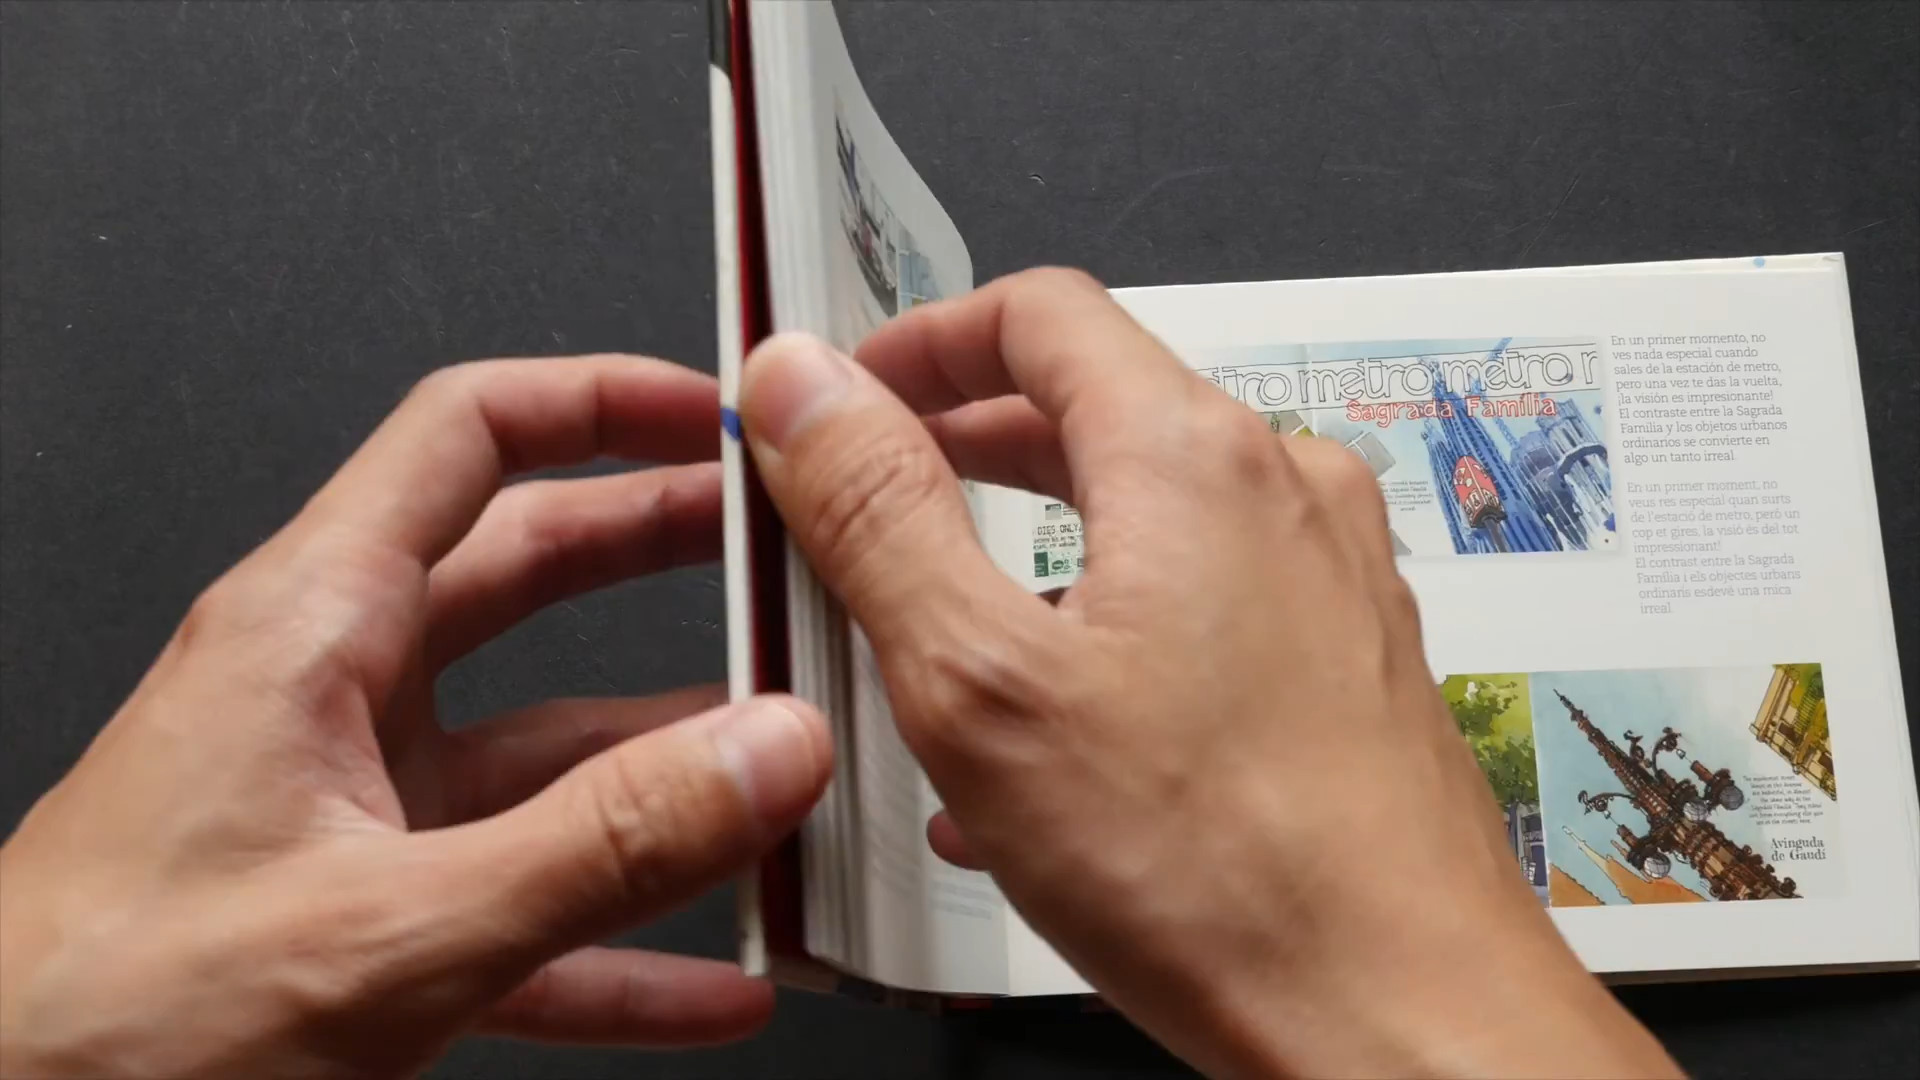 metro metro
Sagrada Família
En un primer momento, no
ves nada especial cuando
sales de la estación de metro,
pero una vez te das la vuelta,
¡la visión es impresionante!
El contraste entre la Sagrada
Familia y los objetos urbanos
ordinarios se convierte en
algo un tanto irreal.
En un primer moment, no
veus res especial quan surts
de l'estació de metro, però un
cop et gires, la visió és del tot
impressionant!
El contrast entre la Sagrada
Família i els objectes urbans
ordinaris esdevé una mica
irreal.
DIES ONLY
Avinguda
de Gaudí